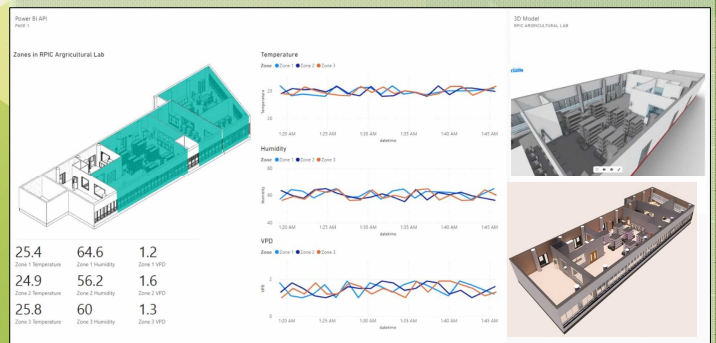 Power Bi API
PAGE 1
Zones in RPIC Argricultural Lab
25.4
Zone 1 Temperature
64.6
Zone 1 Humidity
1.2
Zone 1 VPD
24.9
Zone 2 Temperature
56.2
Zone 2 Humidity
1.6
Zone 2 VPD
25.8
Zone 3 Temperature
60
Zone 3 Humidity
1.3
Zone 3 VPD
Temperature
Zone Zone 1 Zone 2 Zone 3
Temperature
25
20
1:20 AM 1:25 AM 1:30 AM 1:35 AM 1:40 AM 1:45 AM
datetime
Humidity
Zone Zone 1 Zone 2 Zone 3
Humidity
80
60
40
1:20 AM 1:25 AM 1:30 AM 1:35 AM 1:40 AM 1:45 AM
datetime
VPD
Zone Zone 1 Zone 2 Zone 3
VPD
2
0
1:20 AM 1:25 AM 1:30 AM 1:35 AM 1:40 AM 1:45 AM
datetime
3D Model
RPIC ARGRICULTURAL LAB